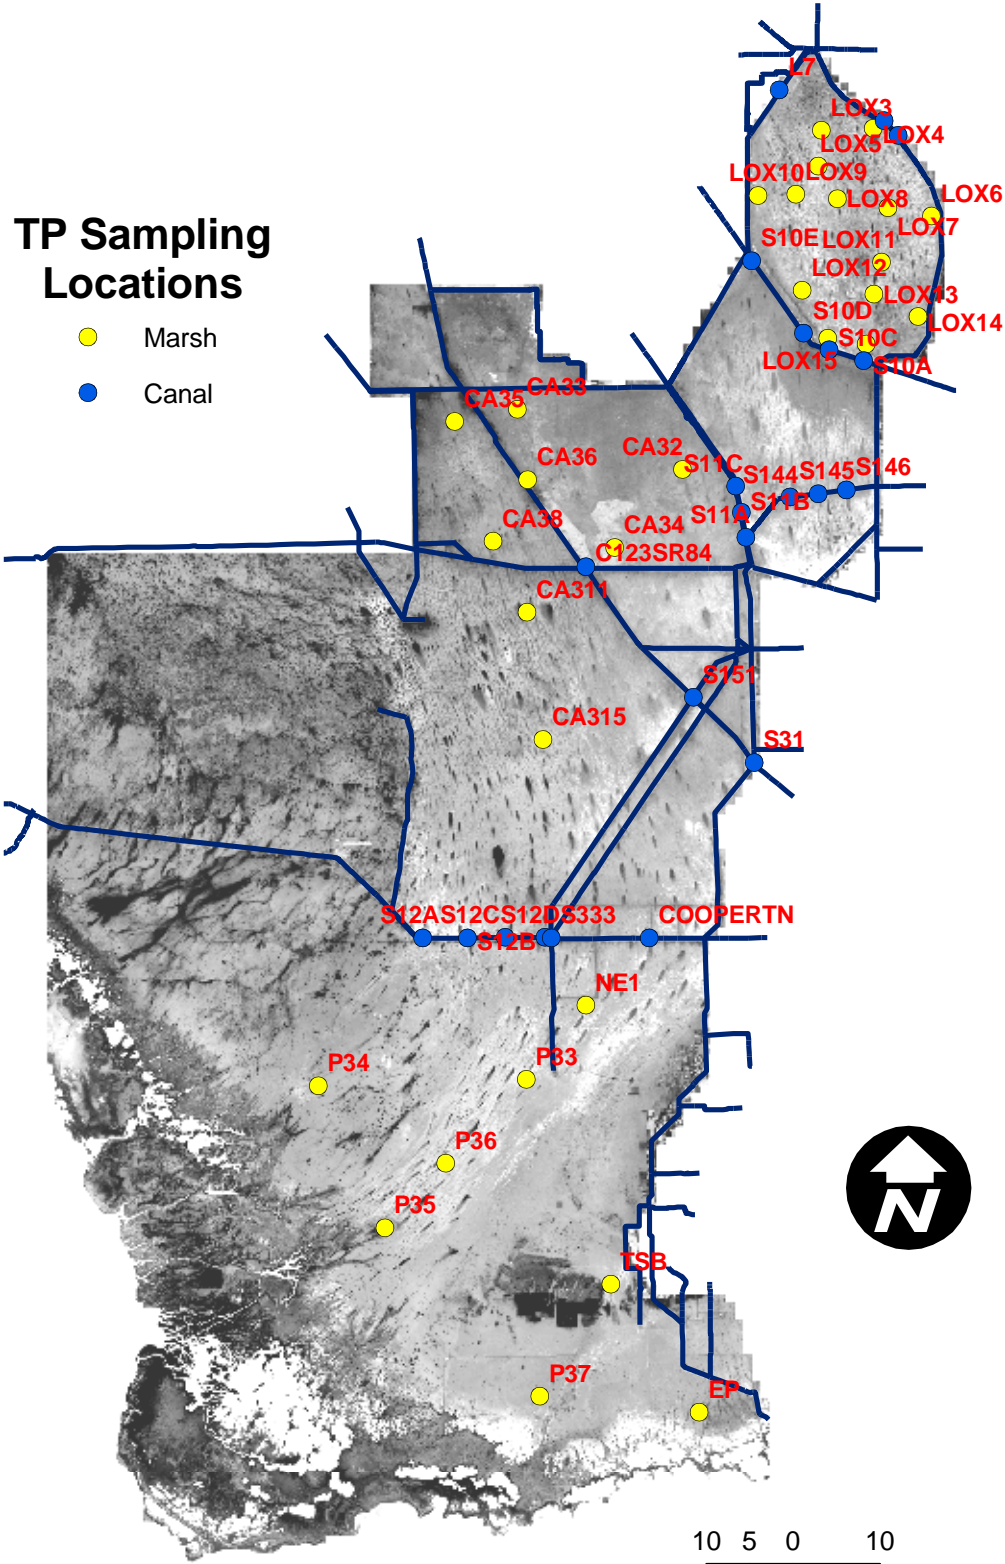 TP Sampling
Locations
Marsh
Canal
L7
LOX3
LOX4
LOX5
LOX10
LOX9
LOX6
LOX8
LOX7
S10E
LOX11
LOX12
LOX13
S10D
LOX14
S10C
LOX15
S10A
CA33
CA35
CA32
CA36
S11C
S144
S145
S146
S11B
S11A
CA38
CA34
C123SR84
CA311
S151
CA315
S31
S12A
S12C
S12D
S333
COOPERTN
S12B
NE1
P33
P34
P36
P35
TSB
P37
EP
N
10 5 0 10